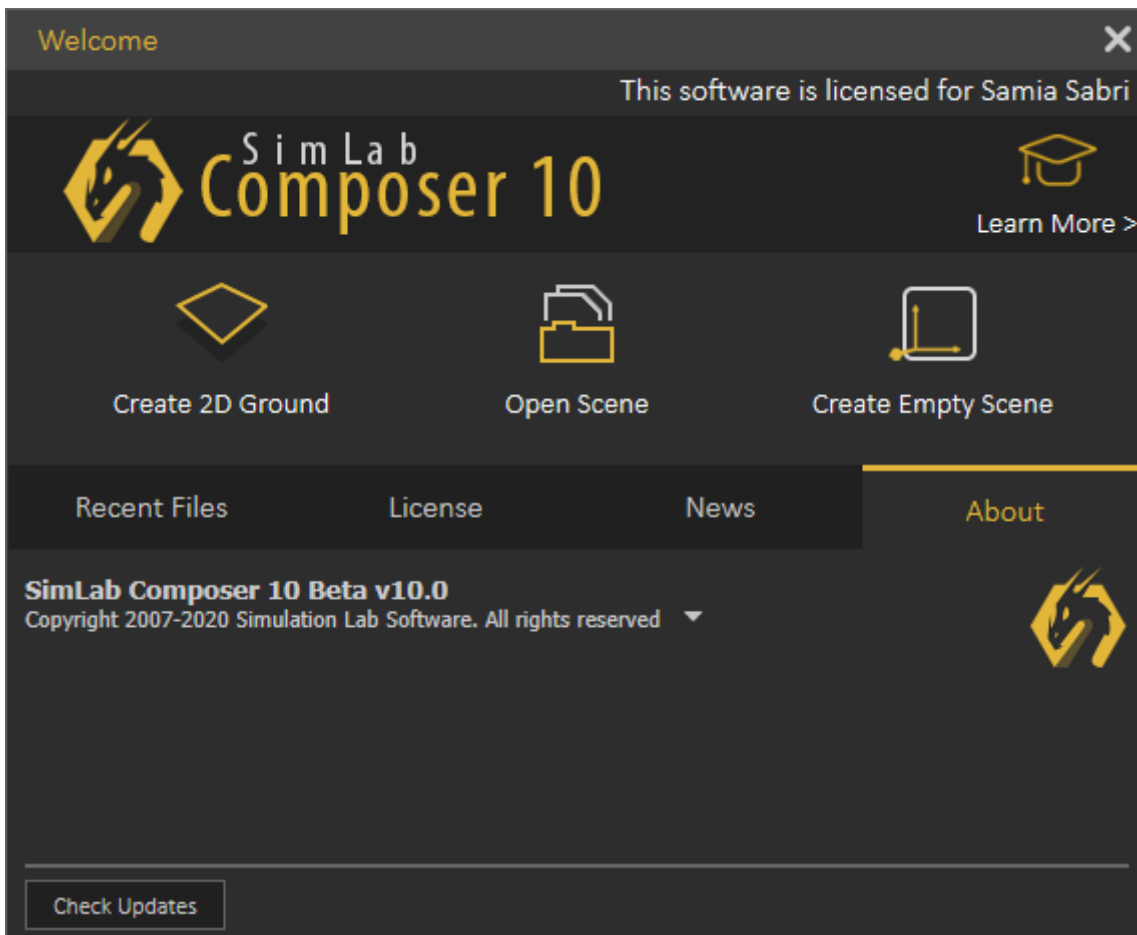 Welcome
This software is licensed for Samia Sabri
SimLab
Composer 10
Learn More >
Create 2D Ground
Open Scene
Create Empty Scene
Recent Files
License
News
About
SimLab Composer 10 Beta v10.0
Copyright 2007-2020 Simulation Lab Software. All rights reserved
Check Updates